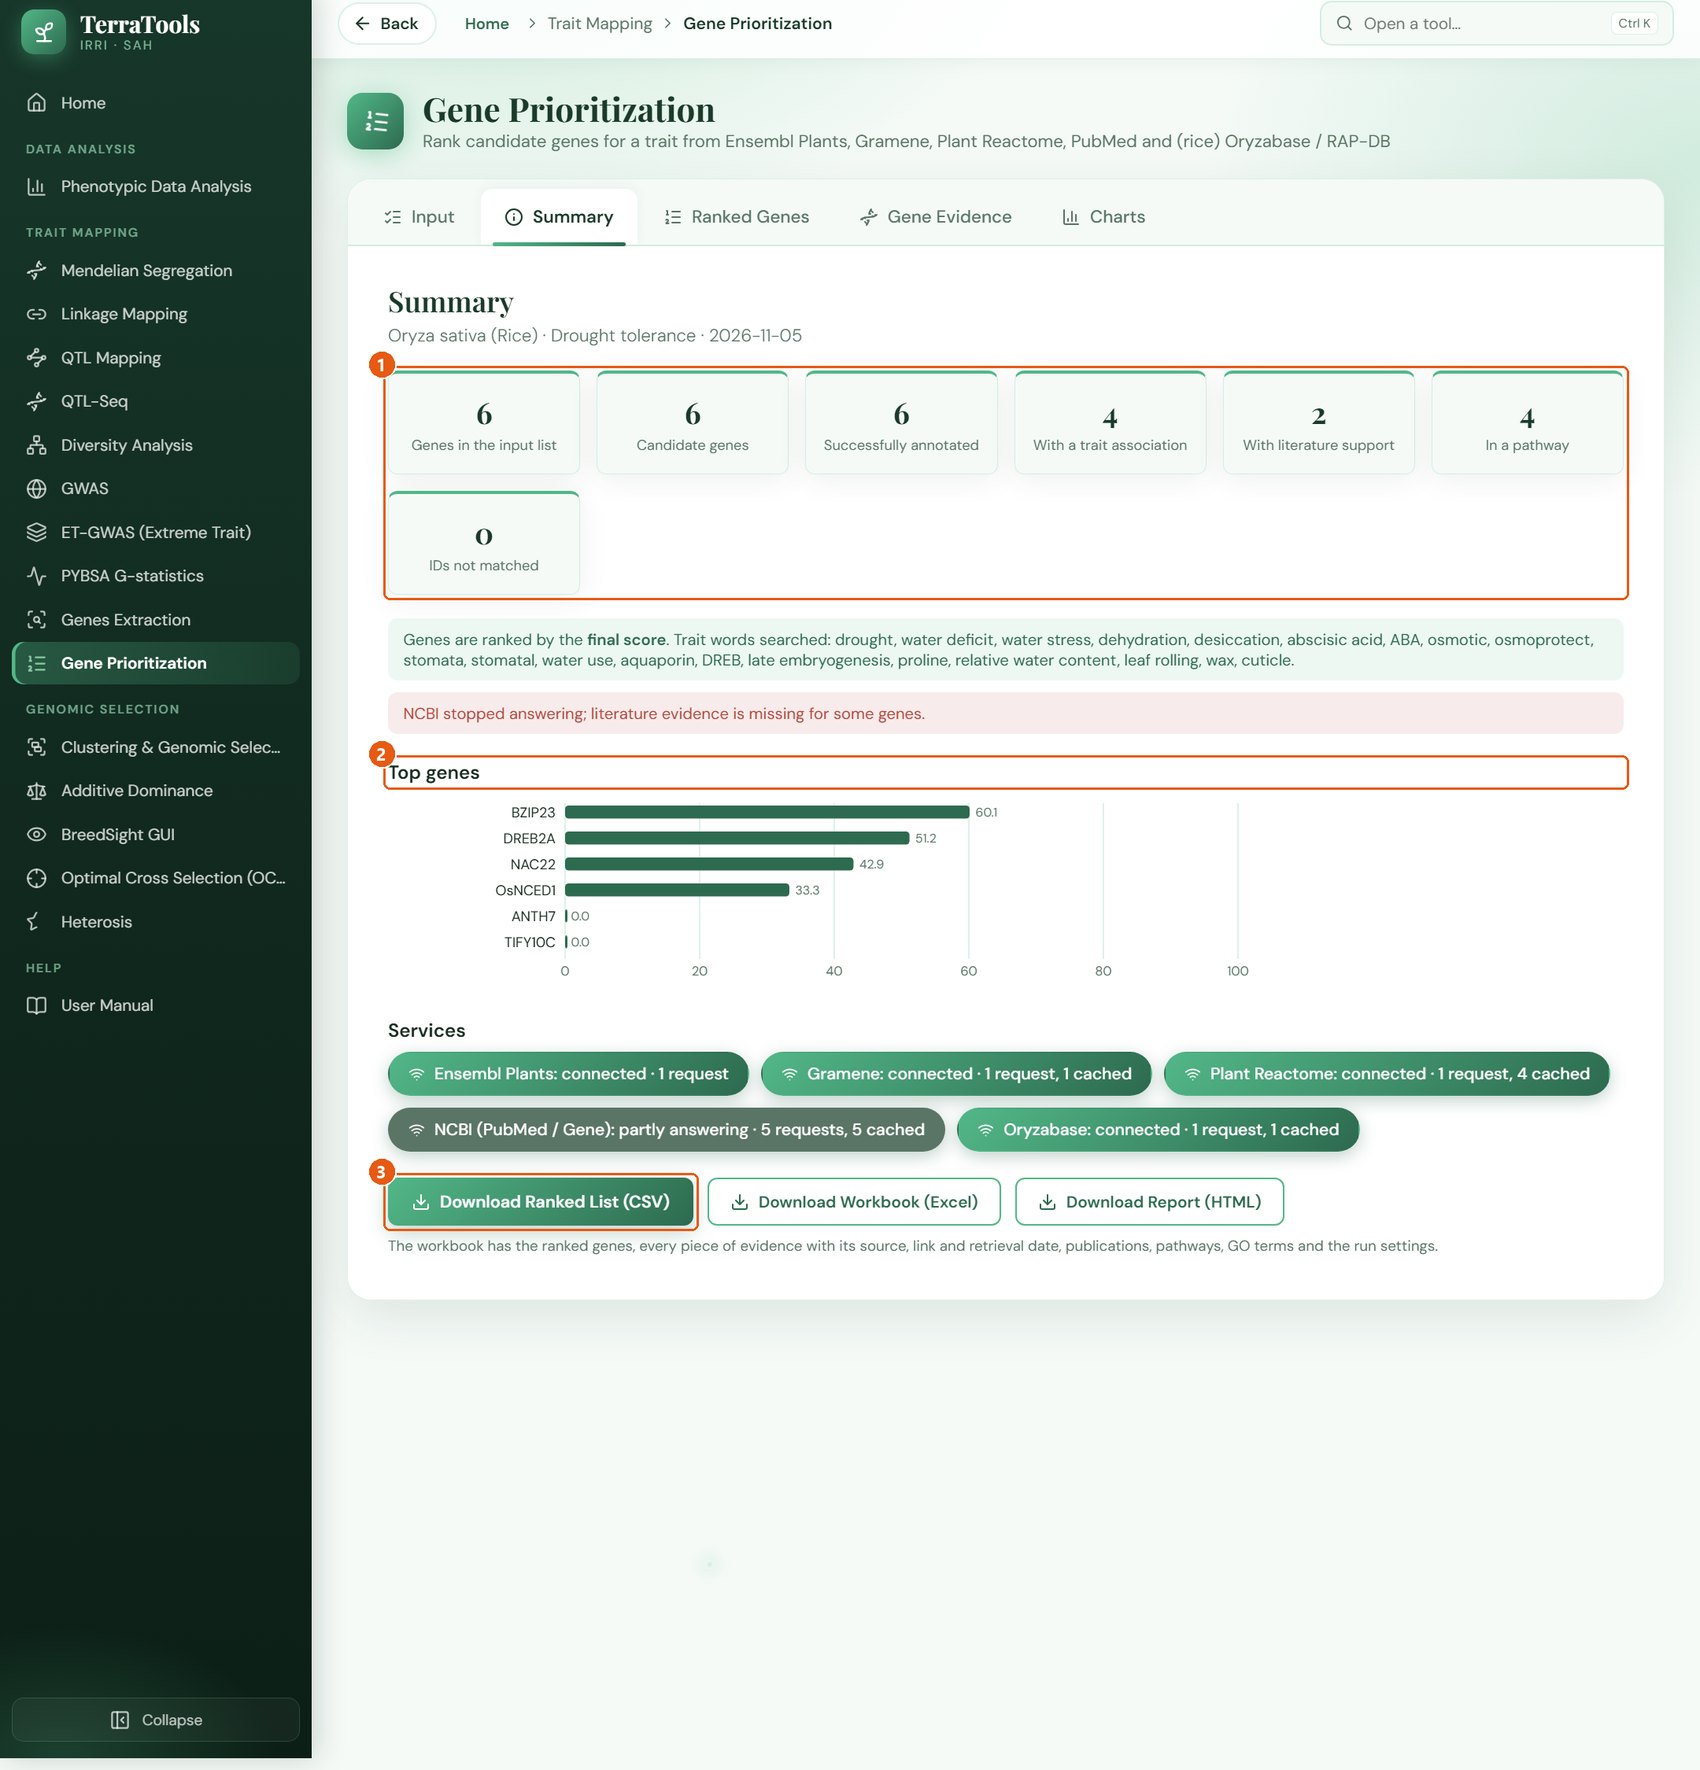 TerraTools
IRRI · SAH
Home
DATA ANALYSIS
Phenotypic Data Analysis
TRAIT MAPPING
Mendelian Segregation
Linkage Mapping
QTL Mapping
QTL-Seq
Diversity Analysis
GWAS
ET-GWAS (Extreme Trait)
PYBSA G-statistics
Genes Extraction
Gene Prioritization
GENOMIC SELECTION
Clustering & Genomic Selec...
Additive Dominance
BreedSight GUI
Optimal Cross Selection (OC...
Heterosis
HELP
User Manual
Collapse
Back
Home > Trait Mapping > Gene Prioritization
Open a tool...
Ctrl K
Gene Prioritization
Rank candidate genes for a trait from Ensembl Plants, Gramene, Plant Reactome, PubMed and (rice) Oryzabase / RAP-DB
Input
Summary
Ranked Genes
Gene Evidence
Charts
Summary
Oryza sativa (Rice) · Drought tolerance · 2026-11-05
1
6
Genes in the input list
6
Candidate genes
6
Successfully annotated
4
With a trait association
2
With literature support
4
In a pathway
0
IDs not matched
Genes are ranked by the final score. Trait words searched: drought, water deficit, water stress, dehydration, desiccation, abscisic acid, ABA, osmotic, osmoprotect,
stomata, stomatal, water use, aquaporin, DREB, late embryogenesis, proline, relative water content, leaf rolling, wax, cuticle.
NCBI stopped answering; literature evidence is missing for some genes.
2
Top genes
BZIP23 60.1
DREB2A 51.2
NAC22 42.9
OsNCED1 33.3
ANTH7 0.0
TIFY10C 0.0
0 20 40 60 80 100
Services
Ensembl Plants: connected · 1 request
Gramene: connected · 1 request, 1 cached
Plant Reactome: connected · 1 request, 4 cached
NCBI (PubMed / Gene): partly answering · 5 requests, 5 cached
Oryzabase: connected · 1 request, 1 cached
3
Download Ranked List (CSV)
Download Workbook (Excel)
Download Report (HTML)
The workbook has the ranked genes, every piece of evidence with its source, link and retrieval date, publications, pathways, GO terms and the run settings.